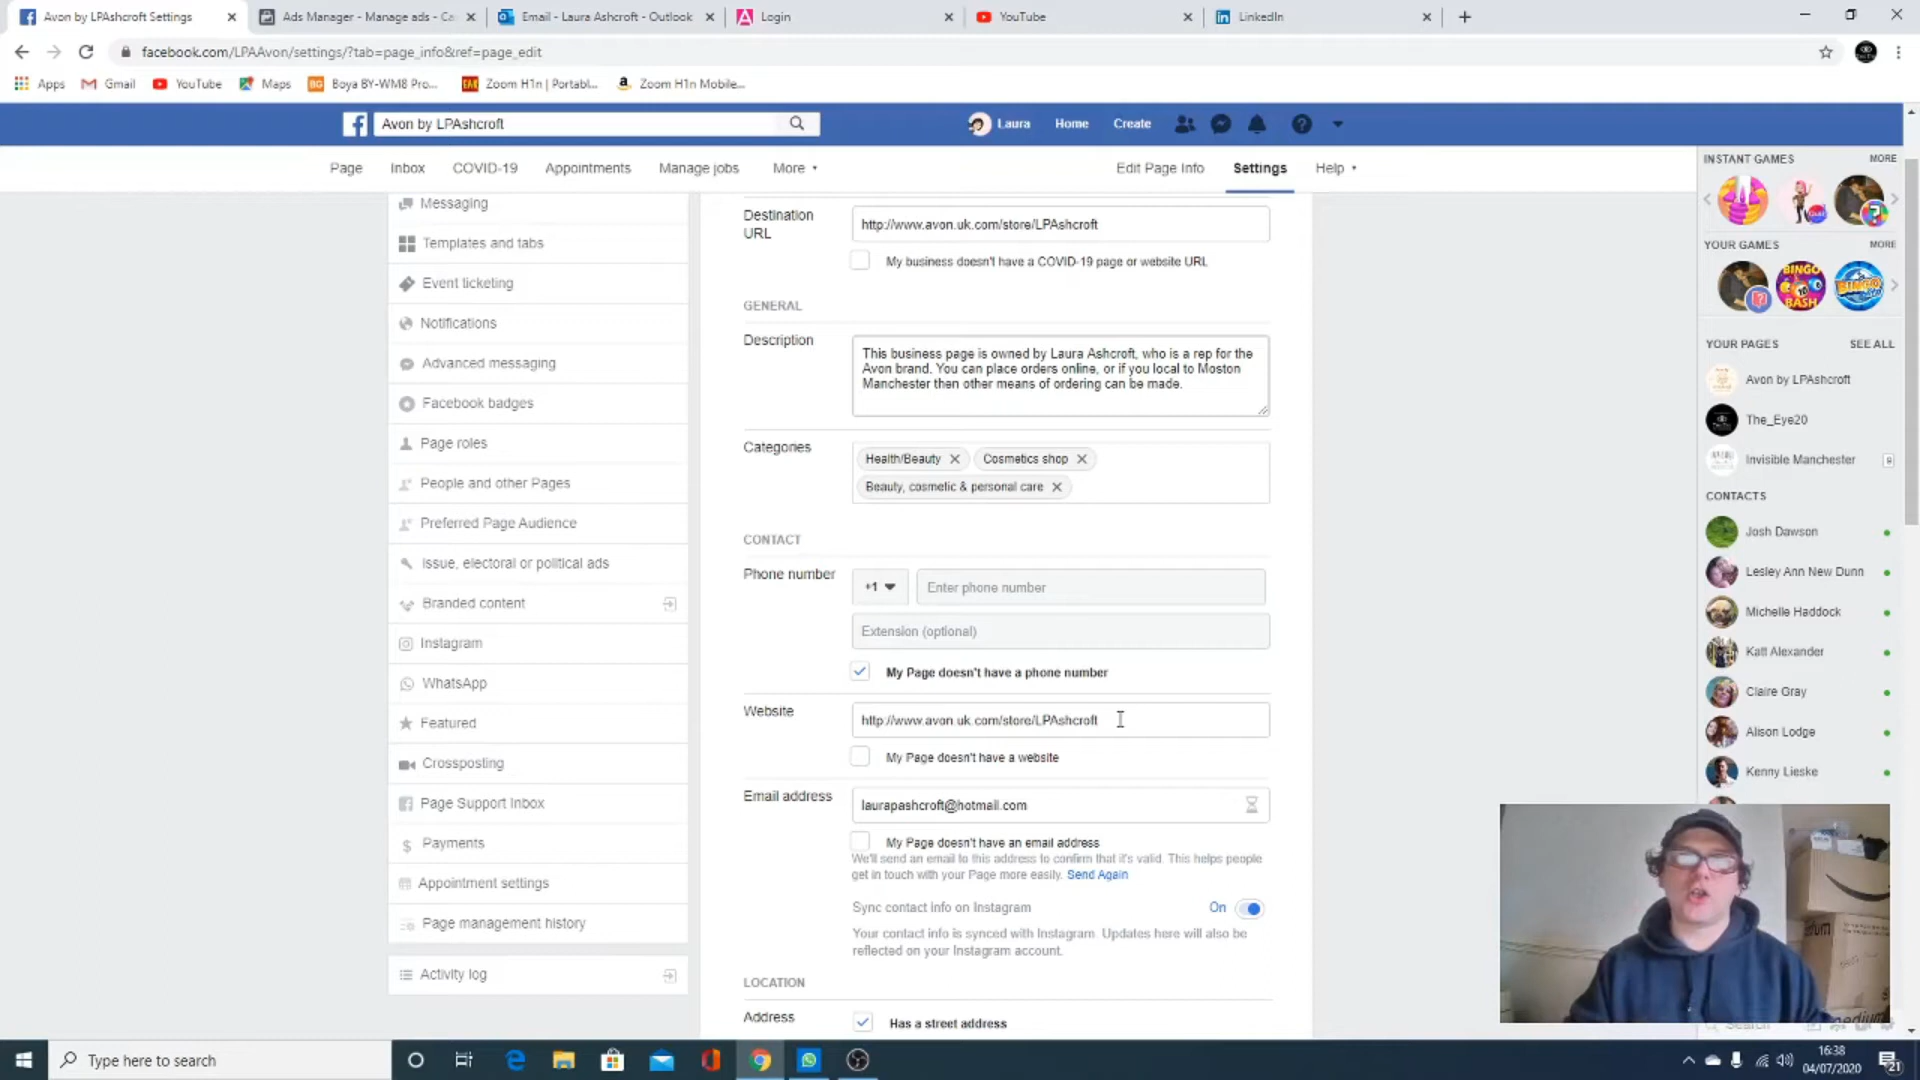 Avon by LPAshcroft Settings
Ads Manager - Manage ads - Ca
Email - Laura Ashcroft - Outlook
Login
YouTube
LinkedIn
facebook.com/LPAAvon/settings/?tab=page_info&ref=page_edit
Apps
Gmail
YouTube
Maps
Boya BY-WM8 Pro...
Zoom H1n | Portabl...
Zoom H1n Mobile...
Avon by LPAshcroft
Laura
Home
Create
Page
Inbox
COVID-19
Appointments
Manage jobs
More
Edit Page Info
Settings
Help
Messaging
Templates and tabs
Event ticketing
Notifications
Advanced messaging
Facebook badges
Page roles
People and other Pages
Preferred Page Audience
Issue, electoral or political ads
Branded content
Instagram
WhatsApp
Featured
Crossposting
Page Support Inbox
Payments
Appointment settings
Page management history
Activity log
Destination
URL
http://www.avon.uk.com/store/LPAshcroft
My business doesn't have a COVID-19 page or website URL
GENERAL
Description
This business page is owned by Laura Ashcroft, who is a rep for the
Avon brand. You can place orders online, or if you local to Moston
Manchester then other means of ordering can be made.
Categories
Health/Beauty
Cosmetics shop
Beauty, cosmetic & personal care
CONTACT
Phone number
+1
Enter phone number
Extension (optional)
My Page doesn't have a phone number
Website
http://www.avon.uk.com/store/LPAshcroft
My Page doesn't have a website
Email address
laurapashcroft@hotmail.com
My Page doesn't have an email address
We'll send an email to this address to confirm that it's valid. This helps people
get in touch with your Page more easily. Send Again
Sync contact info on Instagram
On
Your contact info is synced with Instagram. Updates here will also be
reflected on your Instagram account.
LOCATION
Address
Has a street address
INSTANT GAMES
MORE
YOUR GAMES
MORE
BINGO
BASH
YOUR PAGES
SEE ALL
Avon by LPAshcroft
The_Eye20
Invisible Manchester
CONTACTS
Josh Dawson
Lesley Ann New Dunn
Michelle Haddock
Katt Alexander
Claire Gray
Alison Lodge
Kenny Lieske
Search
Type here to search
16:38
04/07/2020
21